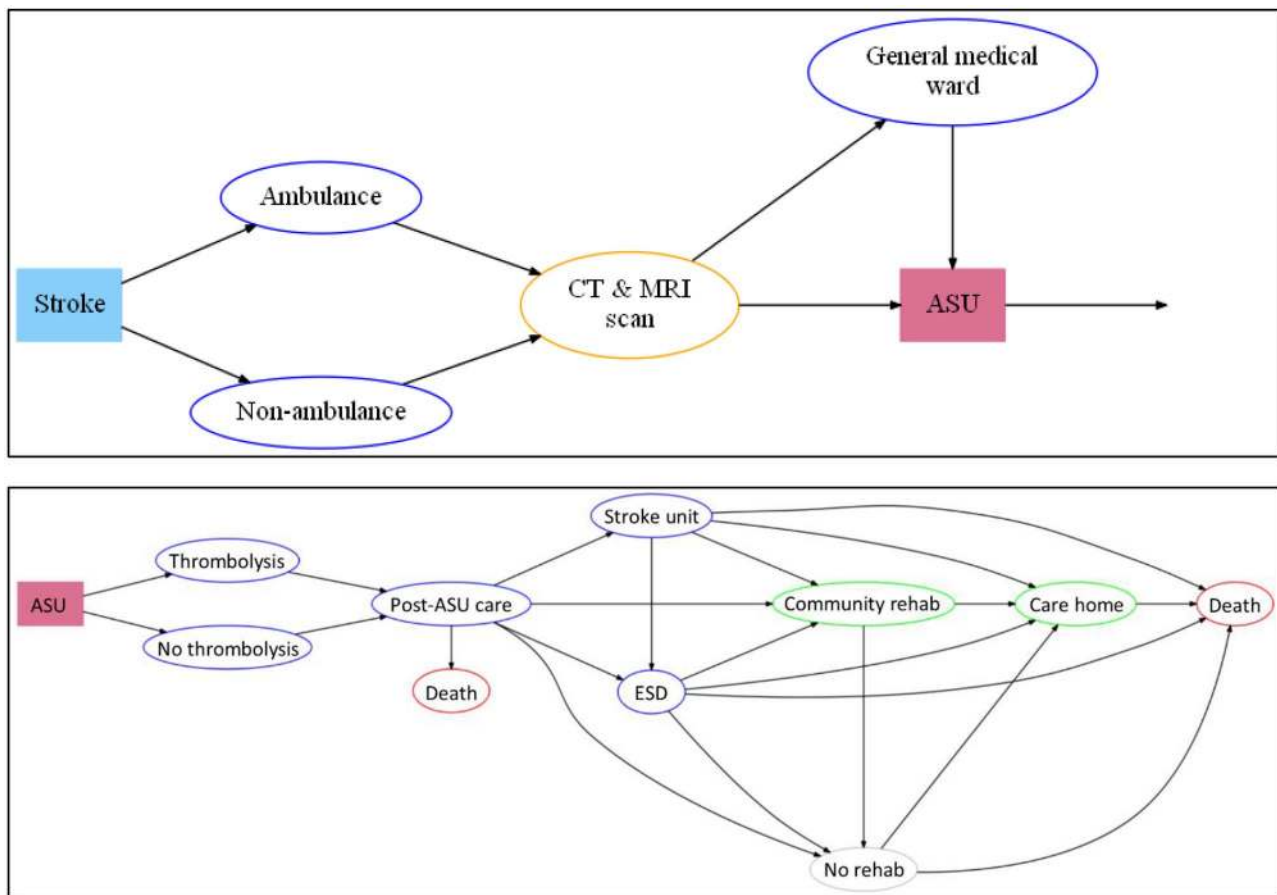 General medical
ward
Ambulance
Stroke
CT & MRI
scan
ASU
Non-ambulance
Stroke unit
Thrombolysis
ASU
Post-ASU care
Community rehab
Care home
Death
No thrombolysis
Death
ESD
No rehab